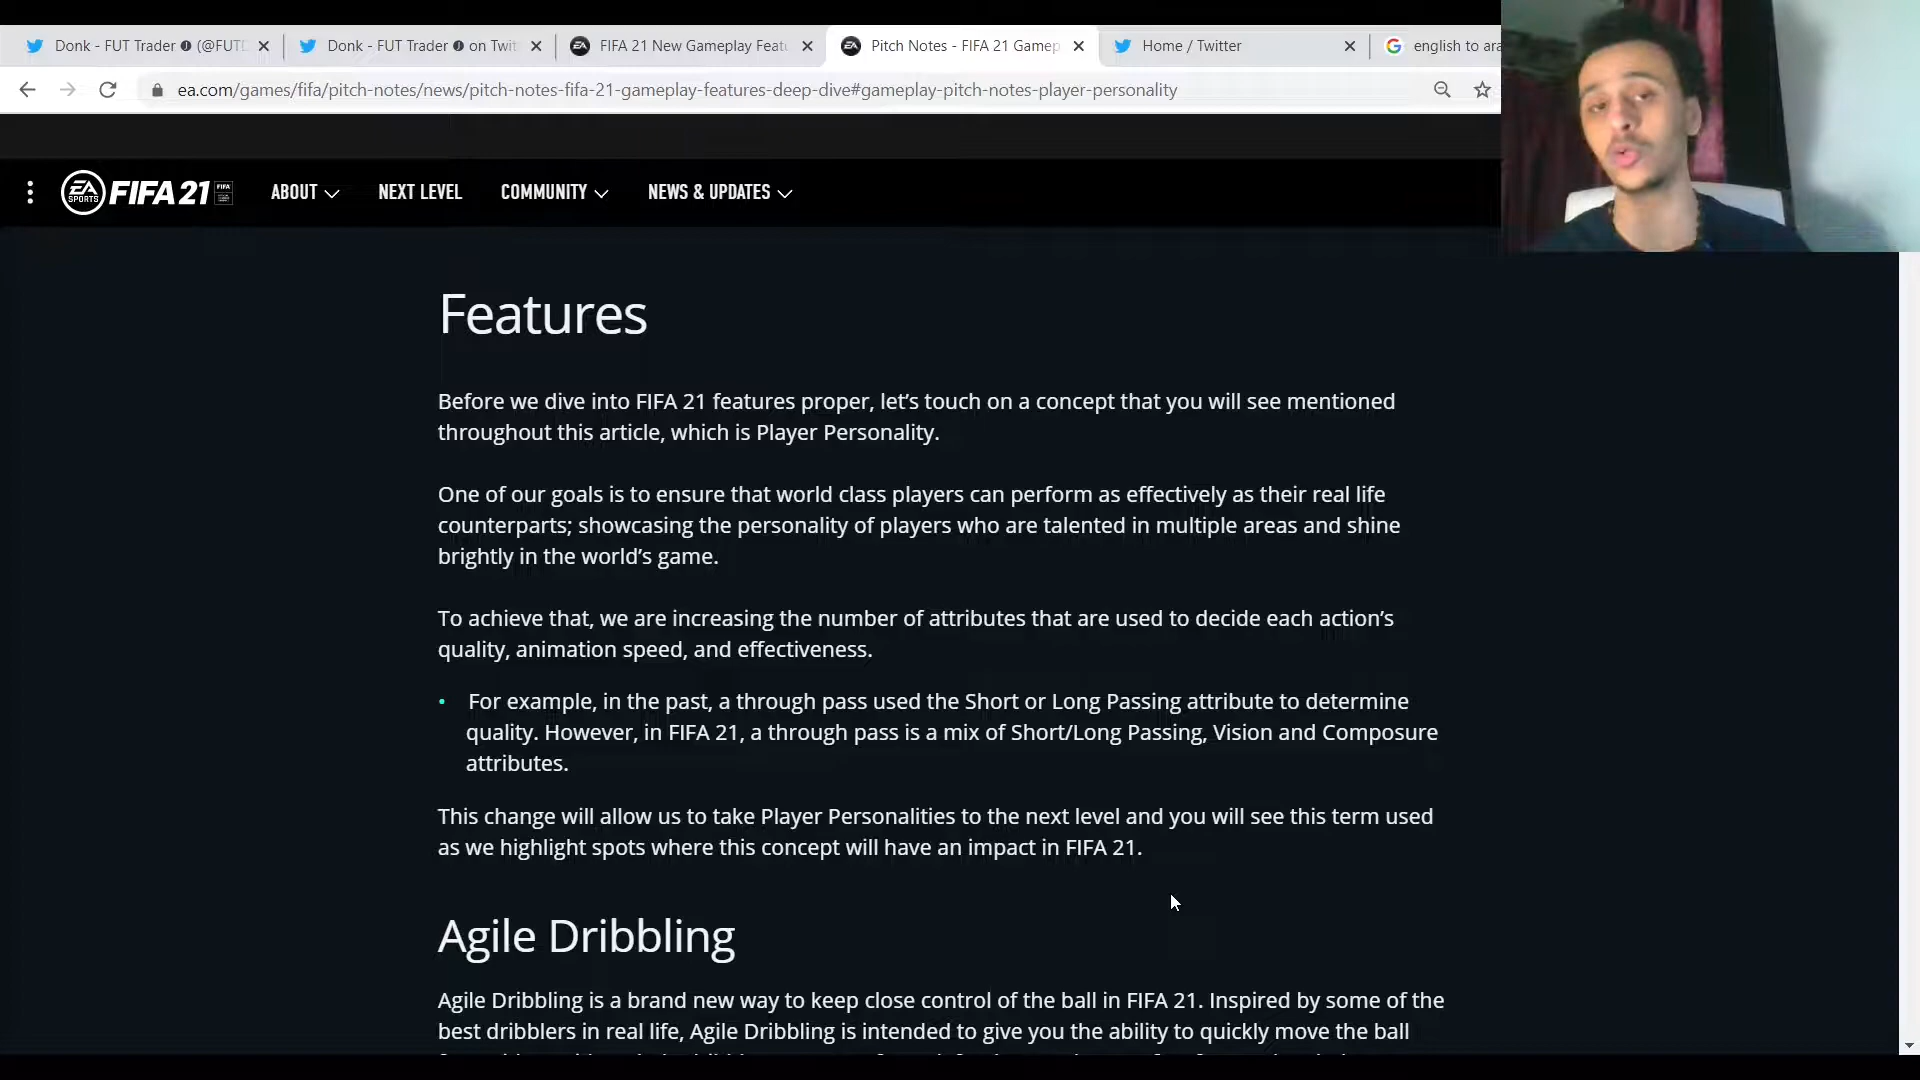 Donk - FUT Trader (@FUT
Donk - FUT Trader on Twit
FIFA 21 New Gameplay Featu
Pitch Notes - FIFA 21 Gamep
Home / Twitter
english to ara
ea.com/games/fifa/pitch-notes/news/pitch-notes-fifa-21-gameplay-features-deep-dive#gameplay-pitch-notes-player-personality
EA SPORTS FIFA 21 FIFA
ABOUT
NEXT LEVEL
COMMUNITY
NEWS & UPDATES
Features
Before we dive into FIFA 21 features proper, let's touch on a concept that you will see mentioned
throughout this article, which is Player Personality.
One of our goals is to ensure that world class players can perform as effectively as their real life
counterparts; showcasing the personality of players who are talented in multiple areas and shine
brightly in the world's game.
To achieve that, we are increasing the number of attributes that are used to decide each action's
quality, animation speed, and effectiveness.
• For example, in the past, a through pass used the Short or Long Passing attribute to determine
quality. However, in FIFA 21, a through pass is a mix of Short/Long Passing, Vision and Composure
attributes.
This change will allow us to take Player Personalities to the next level and you will see this term used
as we highlight spots where this concept will have an impact in FIFA 21.
Agile Dribbling
Agile Dribbling is a brand new way to keep close control of the ball in FIFA 21. Inspired by some of the
best dribblers in real life, Agile Dribbling is intended to give you the ability to quickly move the ball